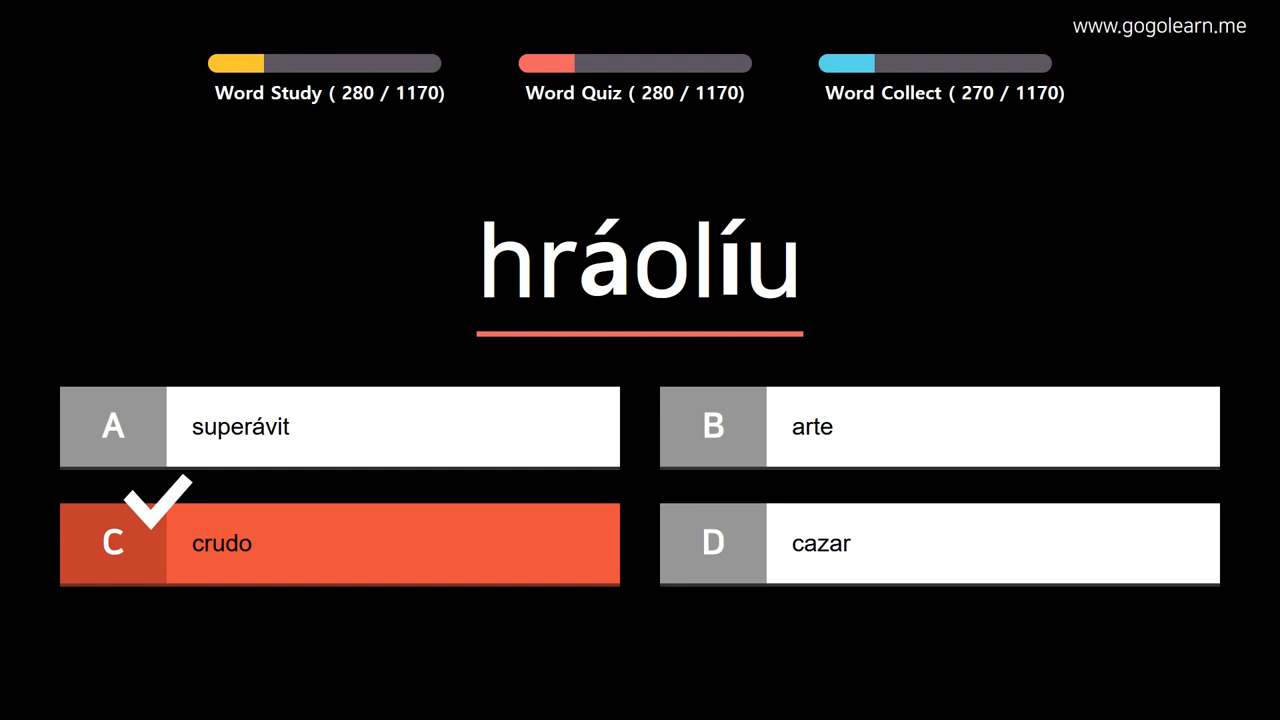 www.gogolearn.me
Word Study ( 280 / 1170)
Word Quiz ( 280 / 1170)
Word Collect ( 270 / 1170)
hráolíu
A superávit
B arte
C crudo
D cazar